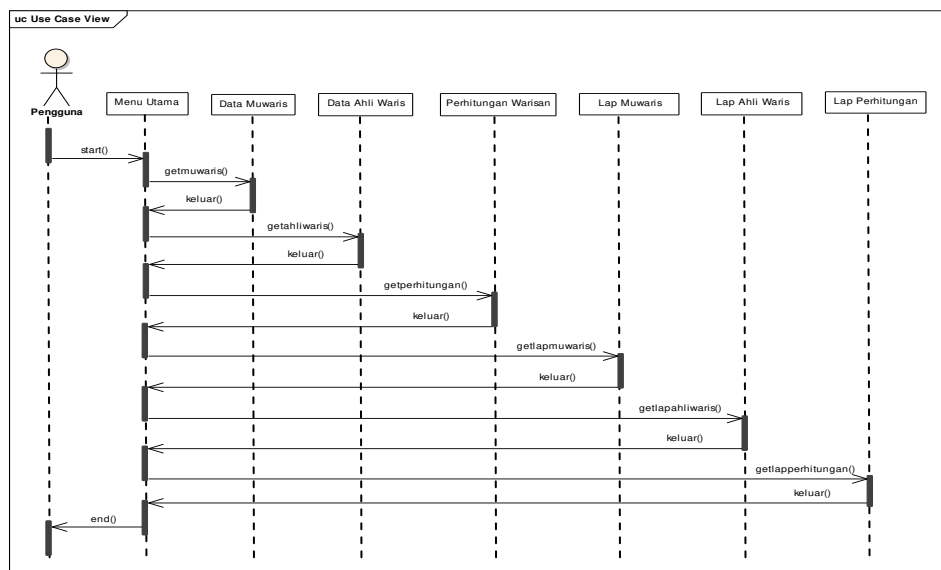 uc Use Case View
Pengguna
Menu Utama
Data Muwaris
Data Ahli Waris
Perhitungan Warisan
Lap Muwaris
Lap Ahli Waris
Lap Perhitungan
start()
getmuwaris()
keluar()
getahliwaris()
keluar()
getperhitungan()
keluar()
getlapmuwaris()
keluar()
getlapahliwaris()
keluar()
getlapperhitungan()
keluar()
end()